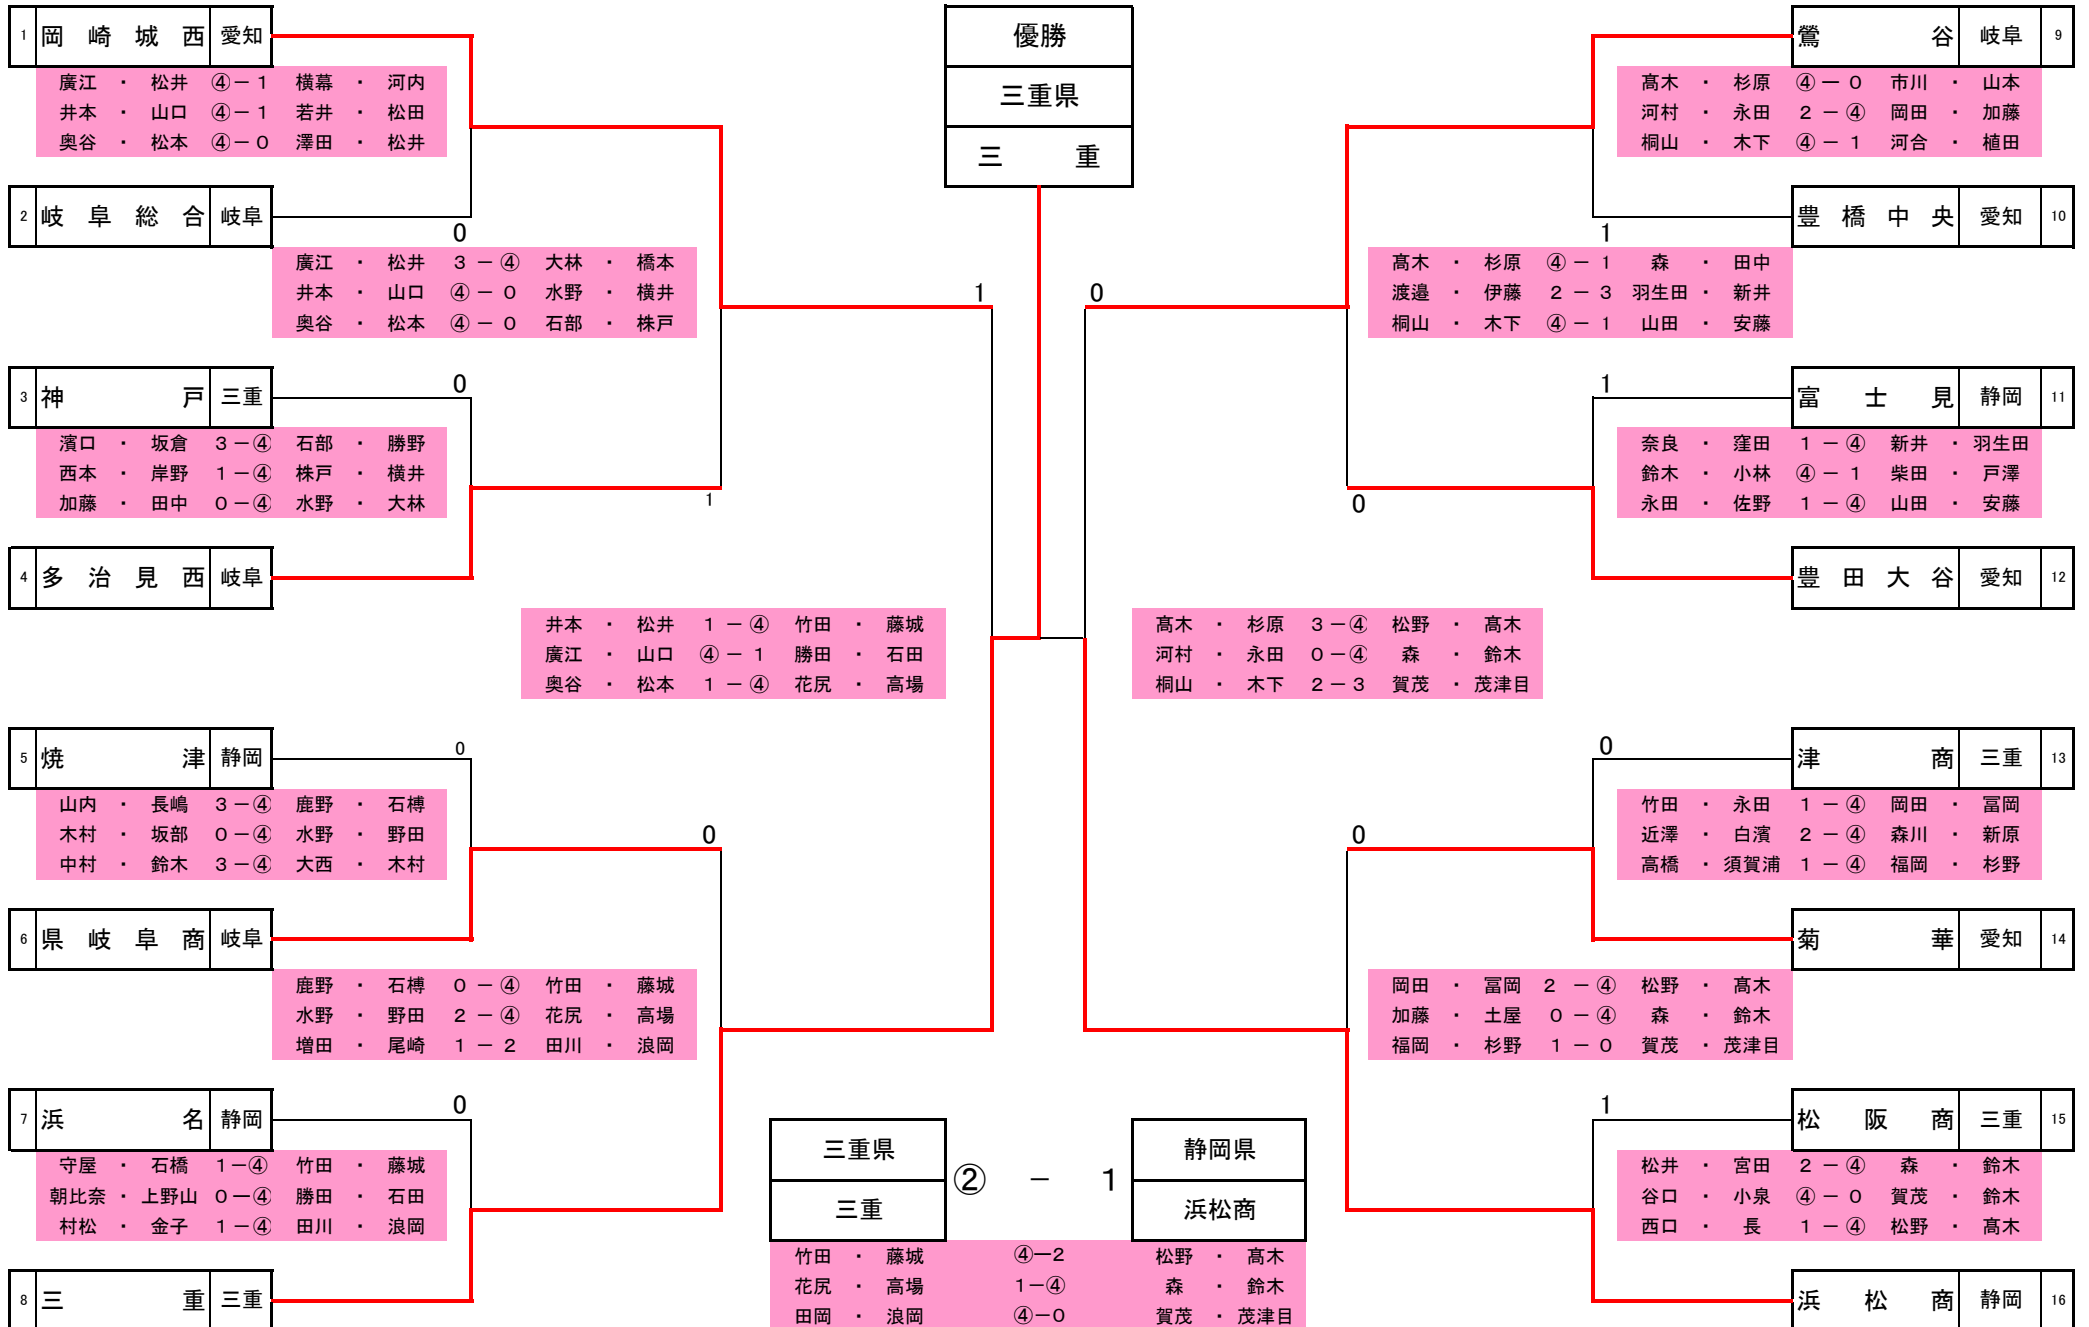 1 岡崎城西 愛知
廣江・松井 ④－1 横幕・河内
井本・山口 ④－1 若井・松田
奥谷・松本 ④－0 澤田・松井
2 岐阜総合 岐阜
0
廣江・松井 3－④ 大林・橋本
井本・山口 ④－0 水野・横井
奥谷・松本 ④－0 石部・株戸
3 神戸 三重
0
濱口・坂倉 3－④ 石部・勝野
西本・岸野 1－④ 株戸・横井
加藤・田中 0－④ 水野・大林
1
4 多治見西 岐阜
1
井本・松井 1－④ 竹田・藤城
廣江・山口 ④－1 勝田・石田
奥谷・松本 1－④ 花尻・高場
5 焼津 静岡
0
山内・長嶋 3－④ 鹿野・石榑
木村・坂部 0－④ 水野・野田
中村・鈴木 3－④ 大西・木村
0
6 県岐阜商 岐阜
鹿野・石榑 0－④ 竹田・藤城
水野・野田 2－④ 花尻・高場
増田・尾崎 1－2 田川・浪岡
7 浜名 静岡
0
守屋・石橋 1－④ 竹田・藤城
朝比奈・上野山 0－④ 勝田・石田
村松・金子 1－④ 田川・浪岡
8 三重 三重
優勝
三重県
三重
鶯谷 岐阜 9
髙木・杉原 ④－0 市川・山本
河村・永田 2－④ 岡田・加藤
桐山・木下 ④－1 河合・植田
豊橋中央 愛知 10
1
髙木・杉原 ④－1 森・田中
渡邉・伊藤 2－3 羽生田・新井
桐山・木下 ④－1 山田・安藤
0
1
富士見 静岡 11
奈良・窪田 1－④ 新井・羽生田
鈴木・小林 ④－1 柴田・戸澤
永田・佐野 1－④ 山田・安藤
0
豊田大谷 愛知 12
髙木・杉原 3－④ 松野・髙木
河村・永田 0－④ 森・鈴木
桐山・木下 2－3 賀茂・茂津目
0
津商 三重 13
竹田・永田 1－④ 岡田・冨岡
近澤・白濱 2－④ 森川・新原
高橋・須賀浦 1－④ 福岡・杉野
0
菊華 愛知 14
岡田・冨岡 2－④ 松野・髙木
加藤・土屋 0－④ 森・鈴木
福岡・杉野 1－0 賀茂・茂津目
1
松阪商 三重 15
松井・宮田 2－④ 森・鈴木
谷口・小泉 ④－0 賀茂・鈴木
西口・長 1－④ 松野・髙木
浜松商 静岡 16
三重県 静岡県
② － 1
三重 浜松商
竹田・藤城 ④－2 松野・髙木
花尻・高場 1－④ 森・鈴木
田岡・浪岡 ④－0 賀茂・茂津目